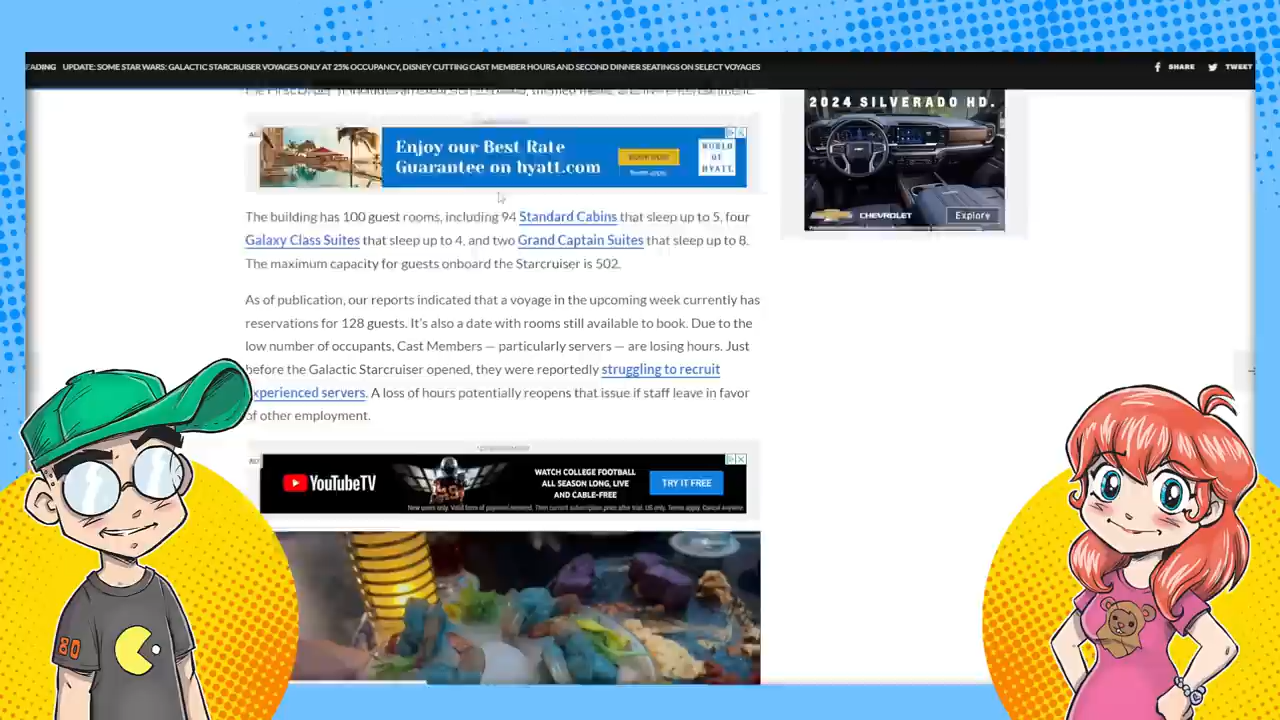 EADING UPDATE: SOME STAR WARS: GALACTIC STARCRUISER VOYAGES ONLY AT 25% OCCUPANCY, DISNEY CUTTING CAST MEMBER HOURS AND SECOND DINNER SEATINGS ON SELECT VOYAGES
SHARE TWEET
2024 SILVERADO HD.
CHEVROLET Explore
Enjoy our Best Rate
Guarantee on hyatt.com
WORLD
OF
HYATT
The building has 100 guest rooms, including 94 Standard Cabins that sleep up to 5, four
Galaxy Class Suites that sleep up to 4, and two Grand Captain Suites that sleep up to 8.
The maximum capacity for guests onboard the Starcruiser is 502.
As of publication, our reports indicated that a voyage in the upcoming week currently has
reservations for 128 guests. It's also a date with rooms still available to book. Due to the
low number of occupants, Cast Members — particularly servers — are losing hours. Just
before the Galactic Starcruiser opened, they were reportedly struggling to recruit
xperienced servers. A loss of hours potentially reopens that issue if staff leave in favor
of other employment.
YouTubeTV
WATCH COLLEGE FOOTBALL
ALL SEASON LONG, LIVE
AND CABLE-FREE
TRY IT FREE
80